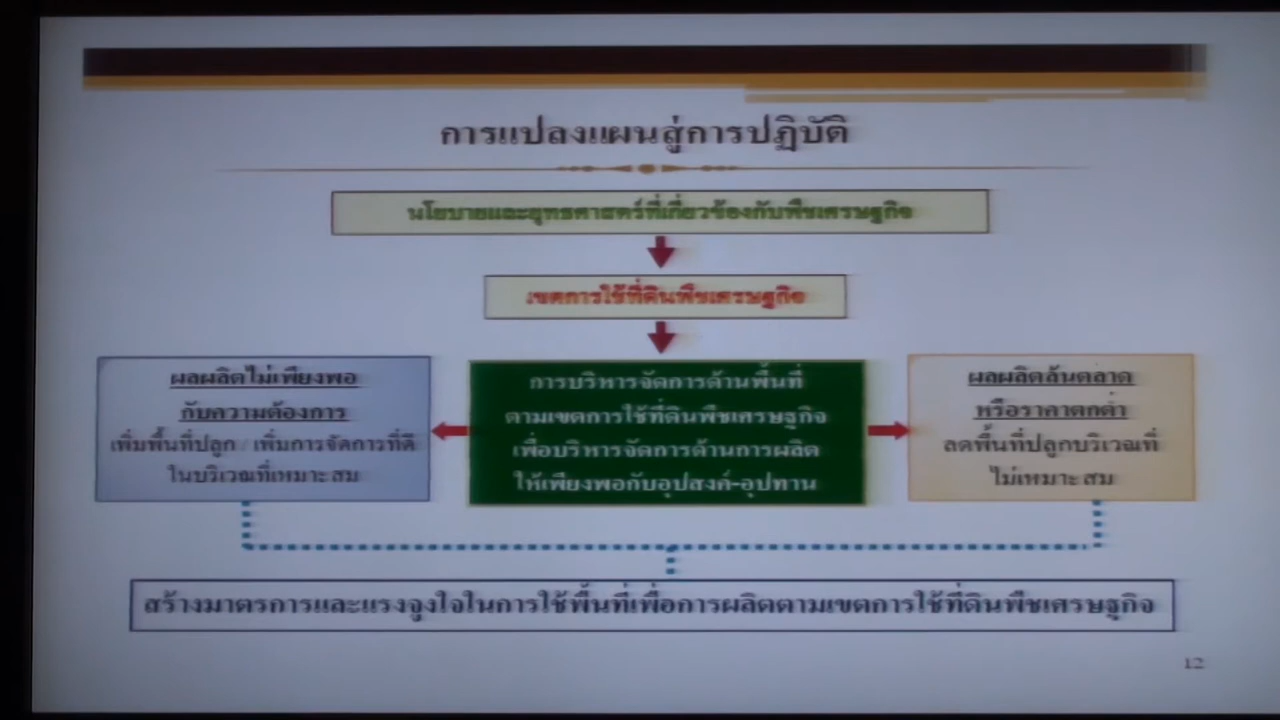 การแปลงแผนสู่การปฏิบัติ
นโยบายและยุทธศาสตร์ที่เกี่ยวข้องกับพืชเศรษฐกิจ
เขตการใช้ที่ดินพืชเศรษฐกิจ
ผลผลิตไม่เพียงพอ
กับความต้องการ
เพิ่มพื้นที่ปลูก / เพิ่มการจัดการที่ดี
ในบริเวณที่เหมาะสม
การบริหารจัดการด้านพื้นที่
ตามเขตการใช้ที่ดินพืชเศรษฐกิจ
เพื่อบริหารจัดการด้านการผลิต
ให้เพียงพอกับอุปสงค์-อุปทาน
ผลผลิตล้นตลาด
หรือราคาตกต่ำ
ลดพื้นที่ปลูกบริเวณที่
ไม่เหมาะสม
สร้างมาตรการและแรงจูงใจในการใช้พื้นที่เพื่อการผลิตตามเขตการใช้ที่ดินพืชเศรษฐกิจ
12